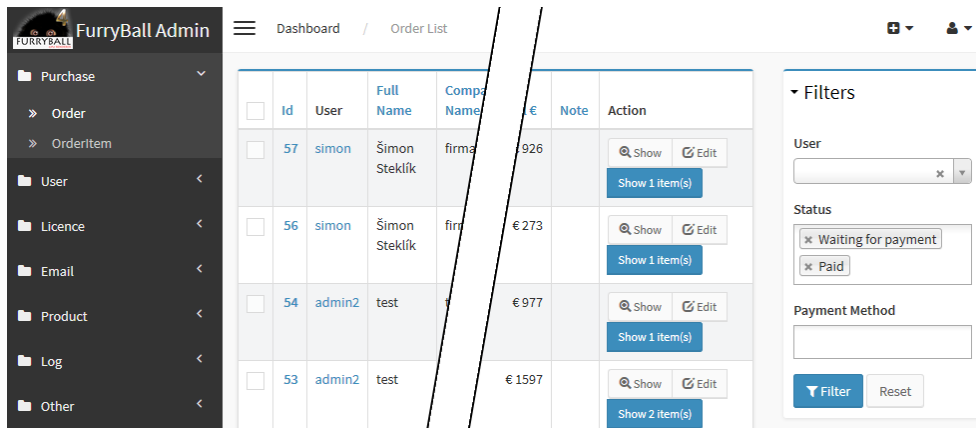 4
FURRYBALL
FurryBall Admin
Dashboard / Order List
Purchase
Order
OrderItem
User
Licence
Email
Product
Log
Other
Id User Full Name € Note Action
57 simon Šimon Steklík 926 Show Edit
Show 1 item(s)
56 simon Šimon Steklík € 273 Show Edit
Show 1 item(s)
54 admin2 test € 977 Show Edit
Show 1 item(s)
53 admin2 test € 1597 Show Edit
Show 2 item(s)
Filters
User
Status
× Waiting for payment
× Paid
Payment Method
Filter Reset